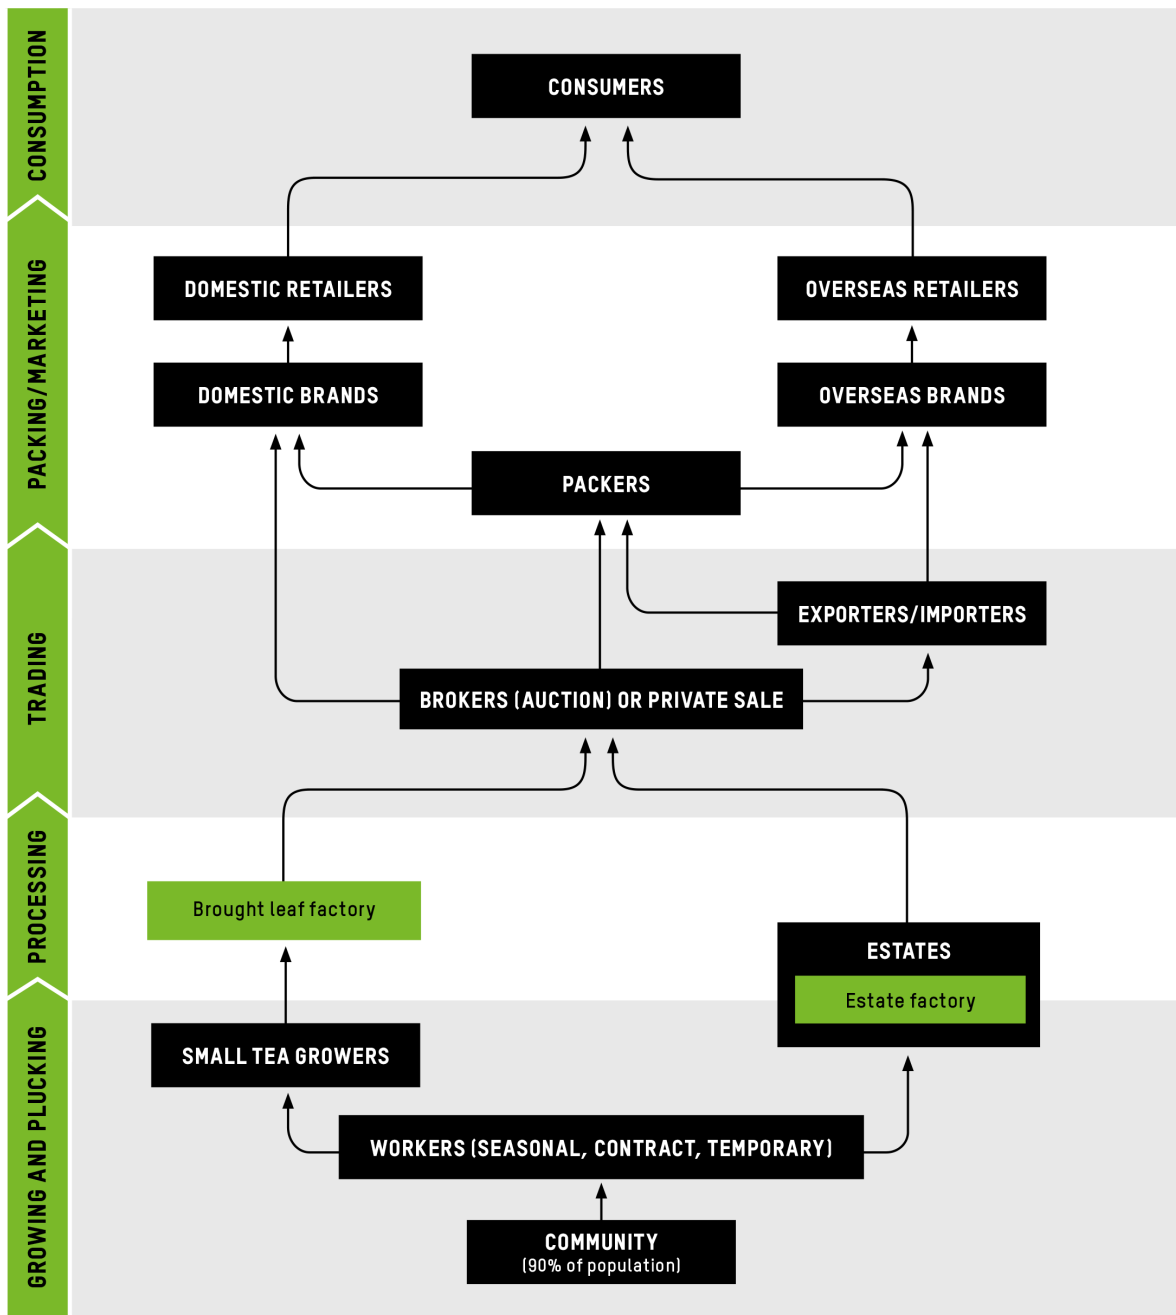 CONSUMPTION
CONSUMERS
PACKING/MARKETING
DOMESTIC RETAILERS
OVERSEAS RETAILERS
DOMESTIC BRANDS
OVERSEAS BRANDS
PACKERS
TRADING
EXPORTERS/IMPORTERS
BROKERS (AUCTION) OR PRIVATE SALE
PROCESSING
Brought leaf factory
ESTATES
Estate factory
GROWING AND PLUCKING
SMALL TEA GROWERS
WORKERS (SEASONAL, CONTRACT, TEMPORARY)
COMMUNITY
(90% of population)